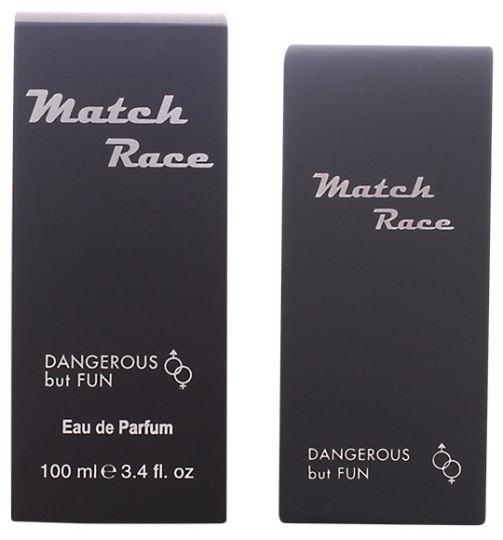 Match
Race
DANGEROUS
but FUN
Eau de Parfum
100 ml ℮ 3.4 fl. oz
Match
Race
DANGEROUS
but FUN